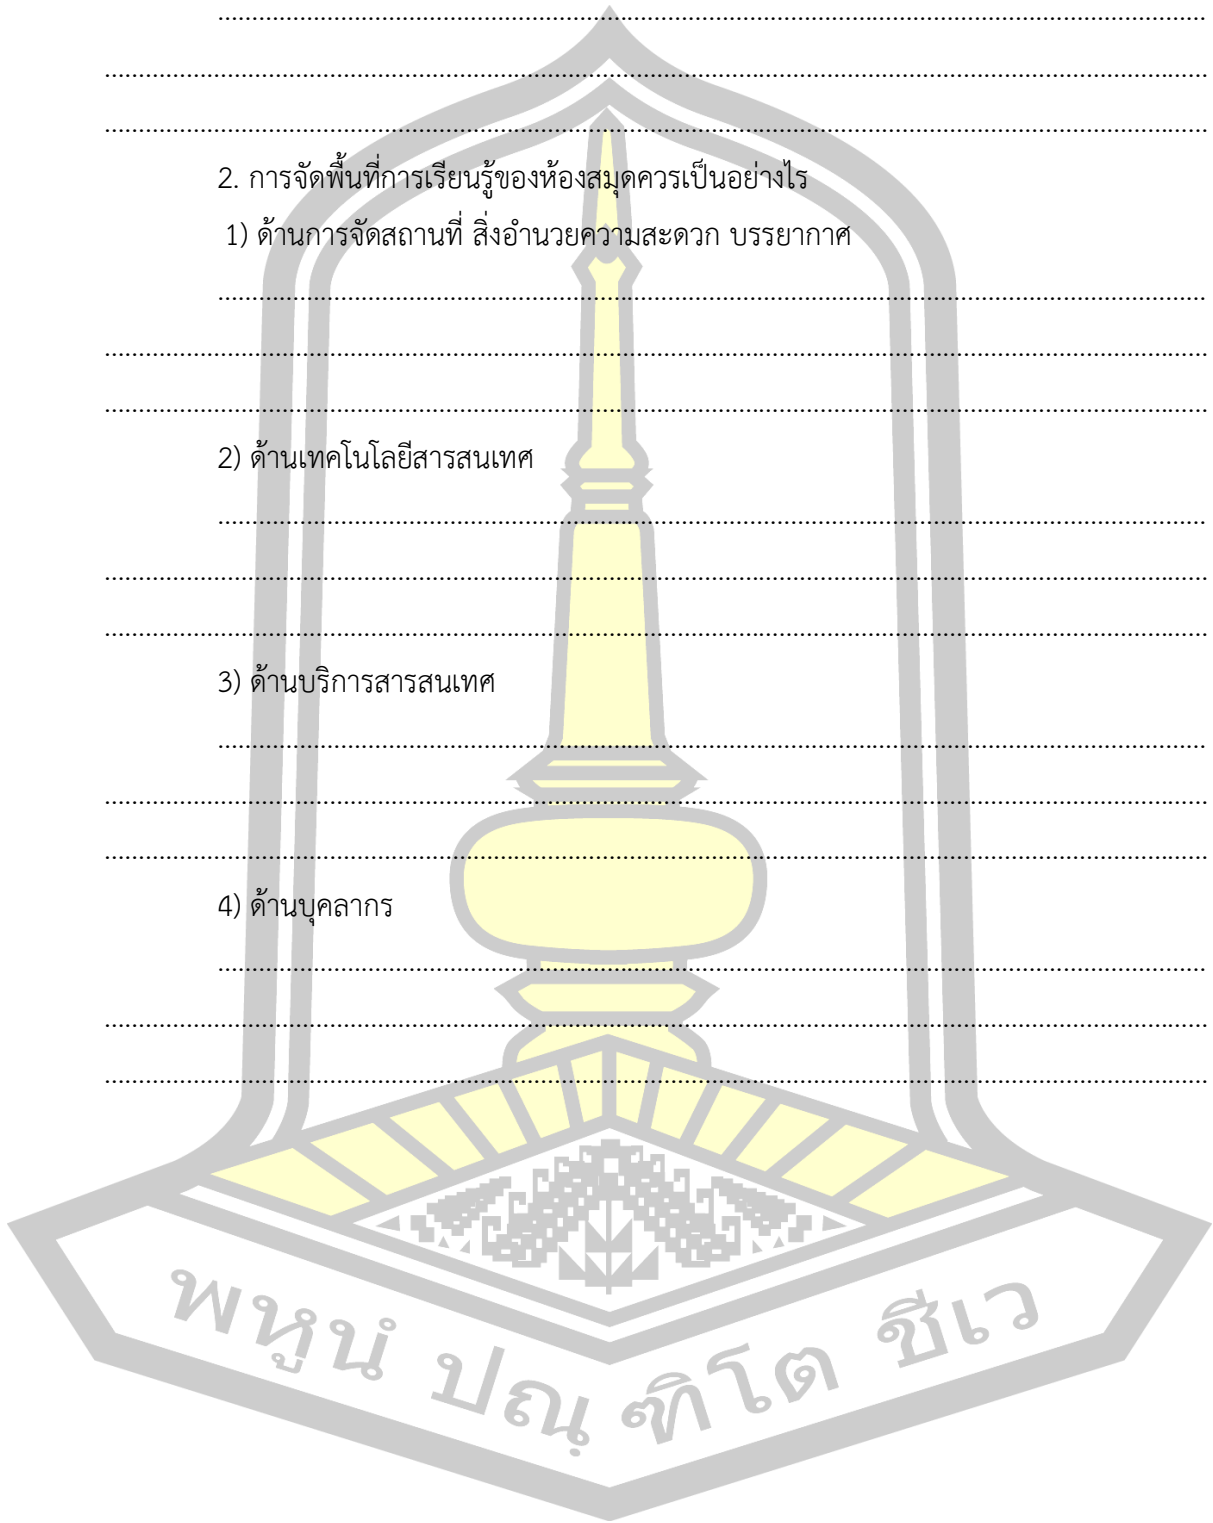 2. การจัดพื้นที่การเรียนรู้ของห้องสมุดควรเป็นอย่างไร
1) ด้านการจัดสถานที่ สิ่งอำนวยความสะดวก บรรยากาศ
2) ด้านเทคโนโลยีสารสนเทศ
3) ด้านบริการสารสนเทศ
4) ด้านบุคลากร
พหูนํ ปณฺ ฑิโต ชีเว